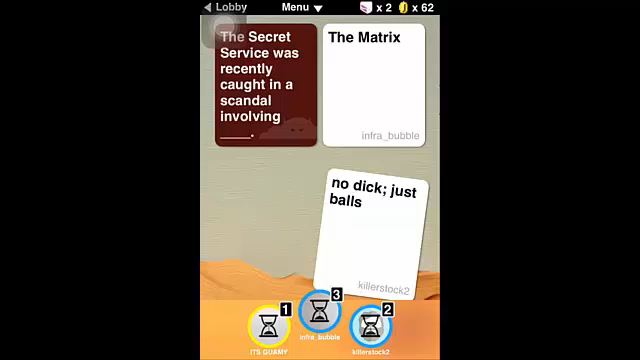 Lobby Menu x 2 x 62
The Secret
Service was
recently
caught in a
scandal
involving
_____.
The Matrix
infra_bubble
no dick; just
balls
killerstock2
1 3 2
ITS GUAMY infra_bubble killerstock2